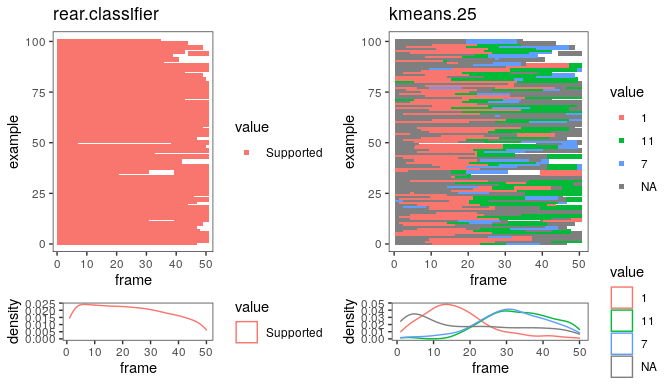 rear.classifier
kmeans.25
100
75
50
25
0
example
0 10 20 30 40 50
frame
value
Supported
100
75
50
25
0
example
0 10 20 30 40 50
frame
value
1
11
7
NA
0.025
0.020
0.015
0.010
0.005
0.000
density
0 10 20 30 40 50
frame
value
Supported
0.05
0.04
0.03
0.02
0.01
0.00
density
0 10 20 30 40 50
frame
value
1
11
7
NA